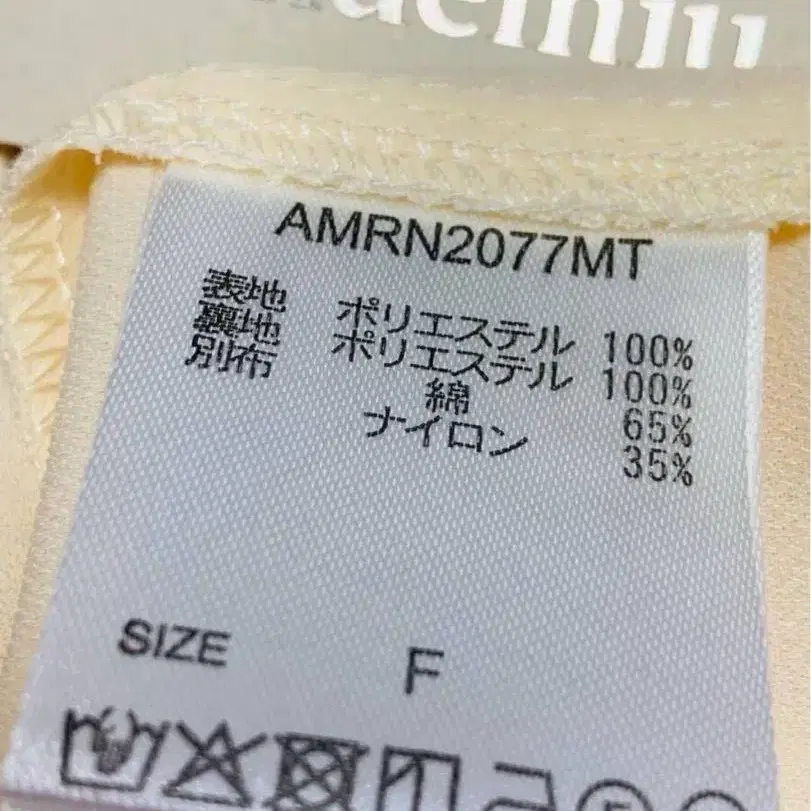 AMRN2077MT
表地 ポリエステル 100%
裏地 ポリエステル 100%
別布 綿 65%
ナイロン 35%
SIZE F